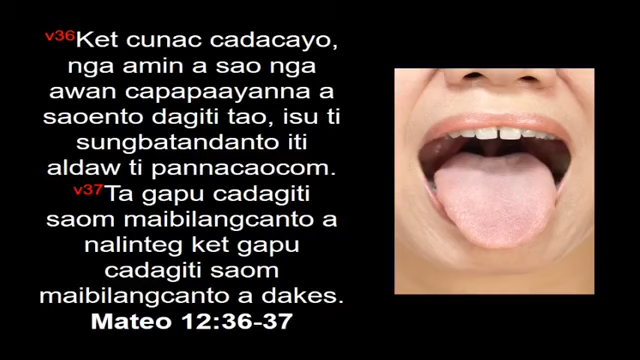 v36Ket cunac cadacayo,
nga amin a sao nga
awan capapaayanna a
saoento dagiti tao, isu ti
sungbatandanto iti
aldaw ti pannacaocom.
v37Ta gapu cadagiti
saom maibilangcanto a
nalinteg ket gapu
cadagiti saom
maibilangcanto a dakes.
Mateo 12:36-37